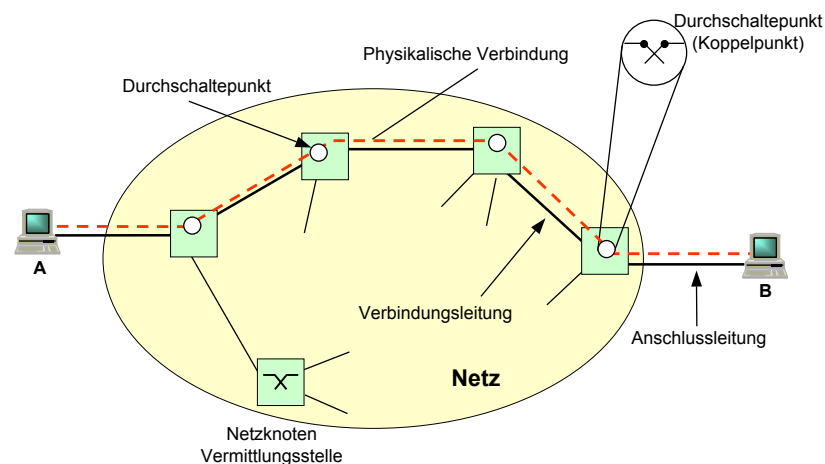 Durchschaltepunkt
(Koppelpunkt)
Physikalische Verbindung
Durchschaltepunkt
A
B
Verbindungsleitung
Anschlussleitung
Netz
Netzknoten
Vermittlungsstelle